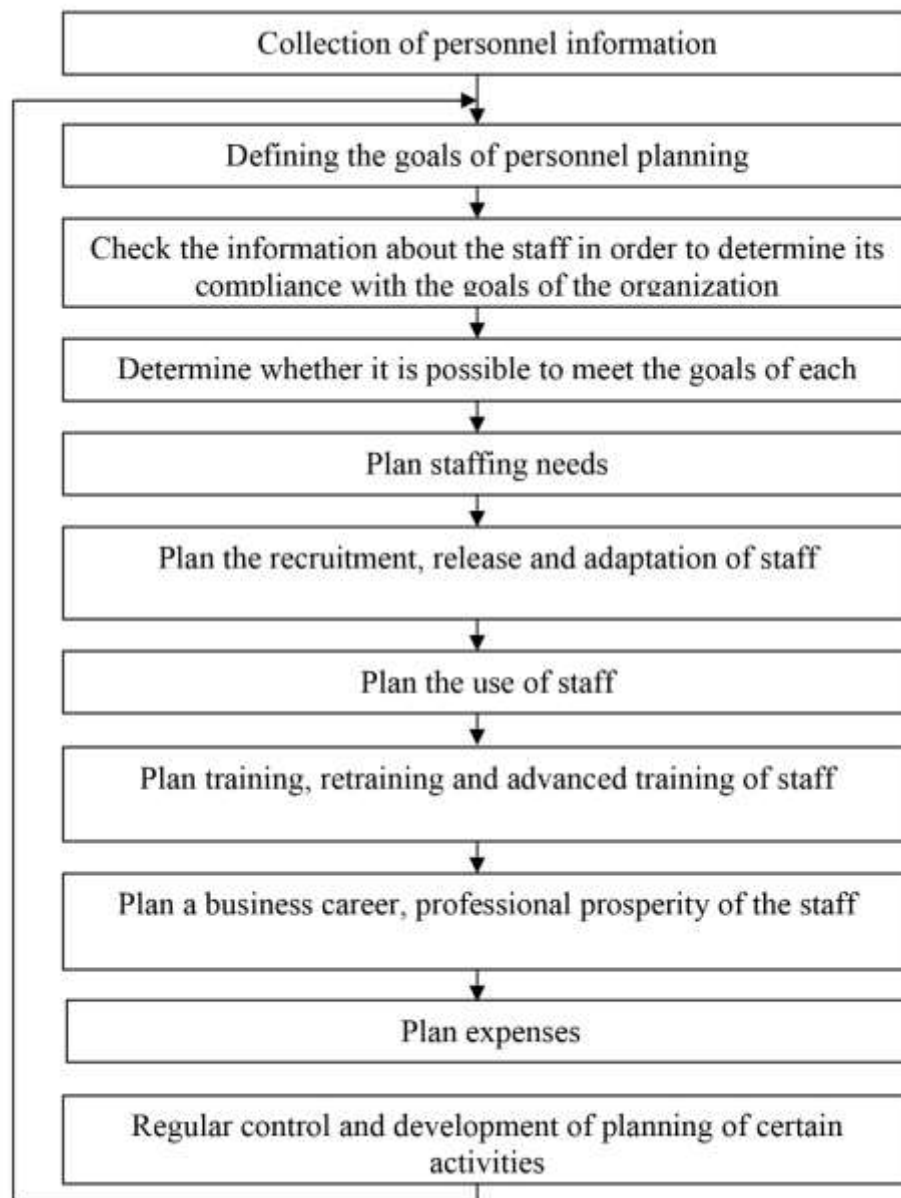 Collection of personnel information
Defining the goals of personnel planning
Check the information about the staff in order to determine its
compliance with the goals of the organization
Determine whether it is possible to meet the goals of each
Plan staffing needs
Plan the recruitment, release and adaptation of staff
Plan the use of staff
Plan training, retraining and advanced training of staff
Plan a business career, professional prosperity of the staff
Plan expenses
Regular control and development of planning of certain
activities